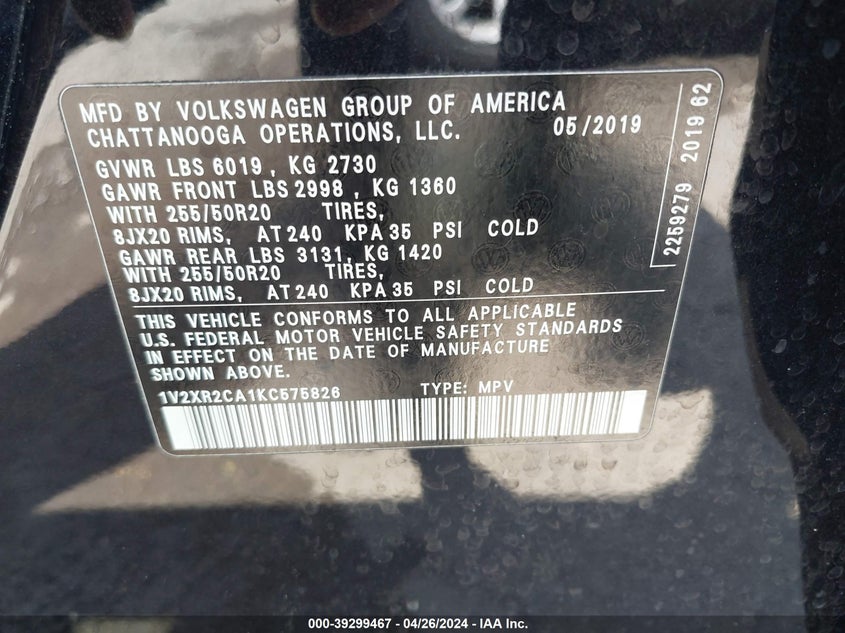 MFD BY VOLKSWAGEN GROUP OF AMERICA
CHATTANOOGA OPERATIONS, LLC. 05/2019
GVWR LBS 6019, KG 2730
GAWR FRONT LBS 2998, KG 1360
WITH 255/50R20 TIRES,
8JX20 RIMS, AT 240 KPA 35 PSI COLD
GAWR REAR LBS 3131, KG 1420
WITH 255/50R20 TIRES,
8JX20 RIMS, AT 240 KPA 35 PSI COLD
THIS VEHICLE CONFORMS TO ALL APPLICABLE
U.S. FEDERAL MOTOR VEHICLE SAFETY STANDARDS
IN EFFECT ON THE DATE OF MANUFACTURE
SHOWN ABOVE.
1V2XR2CA1KC575826 TYPE: MPV
2259279 2019 62
000-39299467 - 04/26/2024 - IAA Inc.